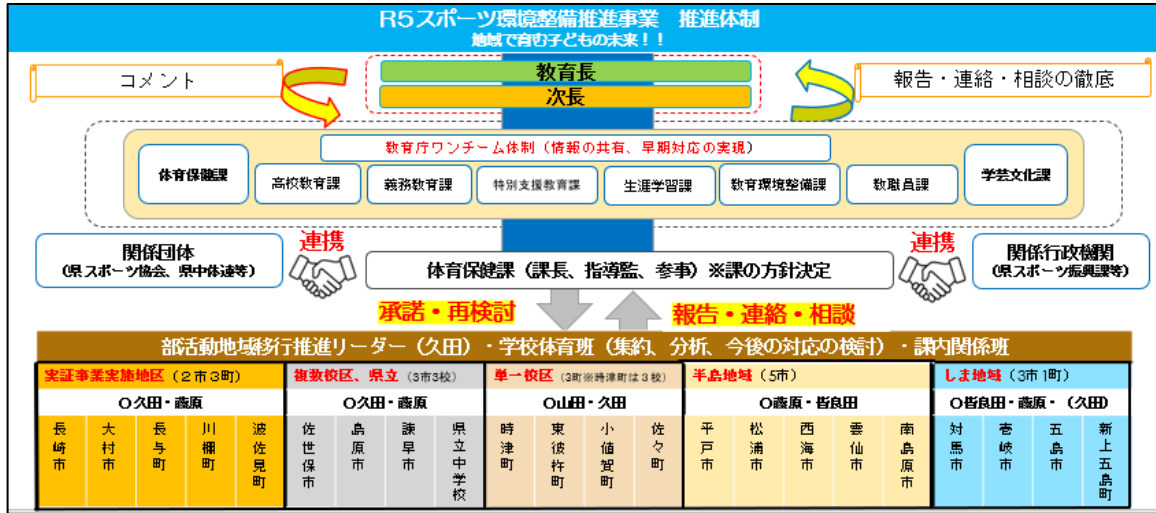 R5スポーツ環境整備推進事業 推進体制
地域で育む子どもの未来!!
コメント
教育長
次長
報告・連絡・相談の徹底
教育庁ワンチーム体制(情報の共有、早期対応の実現)
体育保健課
高校教育課
義務教育課
特別支援教育課
生涯学習課
教育環境整備課
教職員課
学芸文化課
関係団体
(県スポーツ協会、県中体連等)
連携
体育保健課(課長、指導監、参事)※課の方針決定
連携
関係行政機関
(県スポーツ振興課等)
承諾・再検討
報告・連絡・相談
部活動地域移行推進リーダー(久田)・学校体育班(集約、分析、今後の対応の検討)・課内関係班
実証事業実施地区(2市3町)
複数校区、県立(3市3校)
単一校区(3町※時津町は3校)
半島地域(5市)
しま地域(3市1町)
〇久田・藤原
〇久田・藤原
〇山田・久田
〇藤原・皆良田
〇皆良田・藤原・(久田)
長崎市
大村市
長与町
川棚町
波佐見町
佐世保市
島原市
諫早市
県立中学校
時津町
東彼杵町
小値賀町
佐々町
平戸市
松浦市
西海市
雲仙市
南島原市
対馬市
壱岐市
五島市
新上五島町